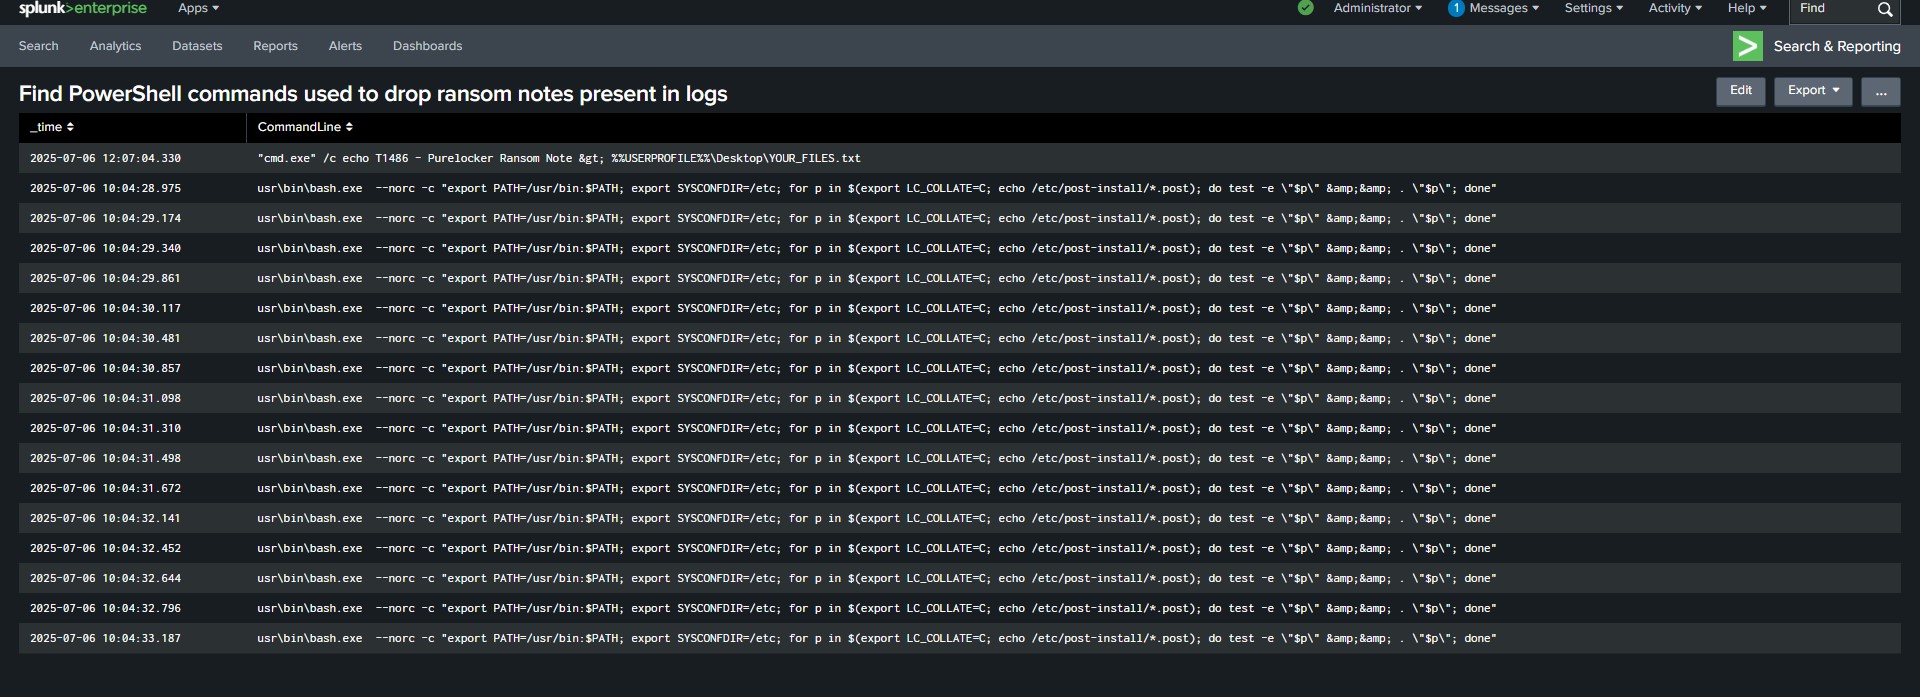 splunk>enterprise Apps Administrator 1 Messages Settings Activity Help Find
Search Analytics Datasets Reports Alerts Dashboards Search & Reporting
Find PowerShell commands used to drop ransom notes present in logs Edit Export ...
_time CommandLine
2025-07-06 12:07:04.330 "cmd.exe" /c echo T1486 - Purelocker Ransom Note &gt; %%USERPROFILE%%\Desktop\YOUR_FILES.txt
2025-07-06 10:04:28.975 usr\bin\bash.exe --norc -c "export PATH=/usr/bin:$PATH; export SYSCONFDIR=/etc; for p in $(export LC_COLLATE=C; echo /etc/post-install/*.post); do test -e \"$p\" &amp;&amp; . \"$p\"; done"
2025-07-06 10:04:29.174 usr\bin\bash.exe --norc -c "export PATH=/usr/bin:$PATH; export SYSCONFDIR=/etc; for p in $(export LC_COLLATE=C; echo /etc/post-install/*.post); do test -e \"$p\" &amp;&amp; . \"$p\"; done"
2025-07-06 10:04:29.340 usr\bin\bash.exe --norc -c "export PATH=/usr/bin:$PATH; export SYSCONFDIR=/etc; for p in $(export LC_COLLATE=C; echo /etc/post-install/*.post); do test -e \"$p\" &amp;&amp; . \"$p\"; done"
2025-07-06 10:04:29.861 usr\bin\bash.exe --norc -c "export PATH=/usr/bin:$PATH; export SYSCONFDIR=/etc; for p in $(export LC_COLLATE=C; echo /etc/post-install/*.post); do test -e \"$p\" &amp;&amp; . \"$p\"; done"
2025-07-06 10:04:30.117 usr\bin\bash.exe --norc -c "export PATH=/usr/bin:$PATH; export SYSCONFDIR=/etc; for p in $(export LC_COLLATE=C; echo /etc/post-install/*.post); do test -e \"$p\" &amp;&amp; . \"$p\"; done"
2025-07-06 10:04:30.481 usr\bin\bash.exe --norc -c "export PATH=/usr/bin:$PATH; export SYSCONFDIR=/etc; for p in $(export LC_COLLATE=C; echo /etc/post-install/*.post); do test -e \"$p\" &amp;&amp; . \"$p\"; done"
2025-07-06 10:04:30.857 usr\bin\bash.exe --norc -c "export PATH=/usr/bin:$PATH; export SYSCONFDIR=/etc; for p in $(export LC_COLLATE=C; echo /etc/post-install/*.post); do test -e \"$p\" &amp;&amp; . \"$p\"; done"
2025-07-06 10:04:31.098 usr\bin\bash.exe --norc -c "export PATH=/usr/bin:$PATH; export SYSCONFDIR=/etc; for p in $(export LC_COLLATE=C; echo /etc/post-install/*.post); do test -e \"$p\" &amp;&amp; . \"$p\"; done"
2025-07-06 10:04:31.310 usr\bin\bash.exe --norc -c "export PATH=/usr/bin:$PATH; export SYSCONFDIR=/etc; for p in $(export LC_COLLATE=C; echo /etc/post-install/*.post); do test -e \"$p\" &amp;&amp; . \"$p\"; done"
2025-07-06 10:04:31.498 usr\bin\bash.exe --norc -c "export PATH=/usr/bin:$PATH; export SYSCONFDIR=/etc; for p in $(export LC_COLLATE=C; echo /etc/post-install/*.post); do test -e \"$p\" &amp;&amp; . \"$p\"; done"
2025-07-06 10:04:31.672 usr\bin\bash.exe --norc -c "export PATH=/usr/bin:$PATH; export SYSCONFDIR=/etc; for p in $(export LC_COLLATE=C; echo /etc/post-install/*.post); do test -e \"$p\" &amp;&amp; . \"$p\"; done"
2025-07-06 10:04:32.141 usr\bin\bash.exe --norc -c "export PATH=/usr/bin:$PATH; export SYSCONFDIR=/etc; for p in $(export LC_COLLATE=C; echo /etc/post-install/*.post); do test -e \"$p\" &amp;&amp; . \"$p\"; done"
2025-07-06 10:04:32.452 usr\bin\bash.exe --norc -c "export PATH=/usr/bin:$PATH; export SYSCONFDIR=/etc; for p in $(export LC_COLLATE=C; echo /etc/post-install/*.post); do test -e \"$p\" &amp;&amp; . \"$p\"; done"
2025-07-06 10:04:32.644 usr\bin\bash.exe --norc -c "export PATH=/usr/bin:$PATH; export SYSCONFDIR=/etc; for p in $(export LC_COLLATE=C; echo /etc/post-install/*.post); do test -e \"$p\" &amp;&amp; . \"$p\"; done"
2025-07-06 10:04:32.796 usr\bin\bash.exe --norc -c "export PATH=/usr/bin:$PATH; export SYSCONFDIR=/etc; for p in $(export LC_COLLATE=C; echo /etc/post-install/*.post); do test -e \"$p\" &amp;&amp; . \"$p\"; done"
2025-07-06 10:04:33.187 usr\bin\bash.exe --norc -c "export PATH=/usr/bin:$PATH; export SYSCONFDIR=/etc; for p in $(export LC_COLLATE=C; echo /etc/post-install/*.post); do test -e \"$p\" &amp;&amp; . \"$p\"; done"